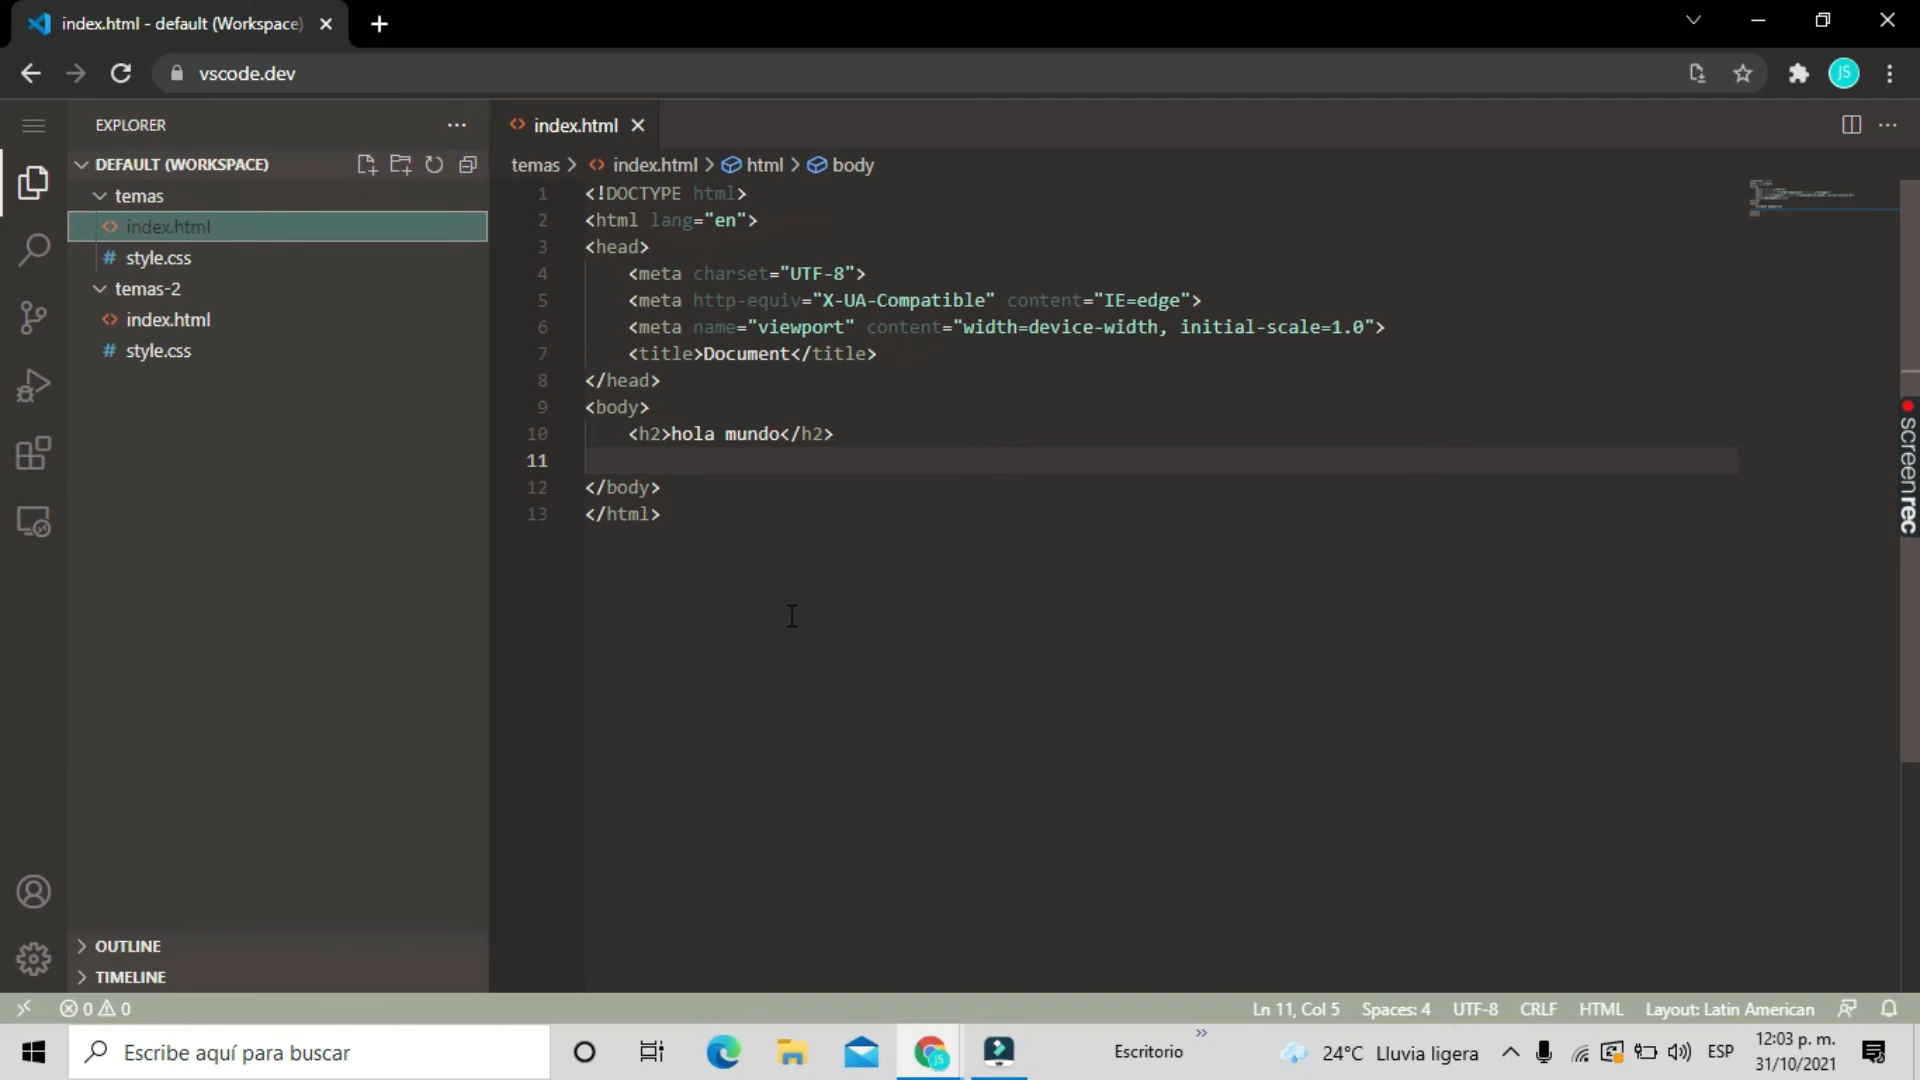 index.html - default (Workspace)
vscode.dev
JS
EXPLORER
DEFAULT (WORKSPACE)
temas
index.html
# style.css
temas-2
index.html
# style.css
OUTLINE
TIMELINE
index.html
temas > index.html > html > body
1 <!DOCTYPE html>
2 <html lang="en">
3 <head>
4 <meta charset="UTF-8">
5 <meta http-equiv="X-UA-Compatible" content="IE=edge">
6 <meta name="viewport" content="width=device-width, initial-scale=1.0">
7 <title>Document</title>
8 </head>
9 <body>
10 <h2>hola mundo</h2>
11
12 </body>
13 </html>
screenrec
0 0
Ln 11, Col 5 Spaces: 4 UTF-8 CRLF HTML Layout: Latin American
Escribe aquí para buscar
JS
Escritorio
24°C Lluvia ligera
ESP
12:03 p. m.
31/10/2021